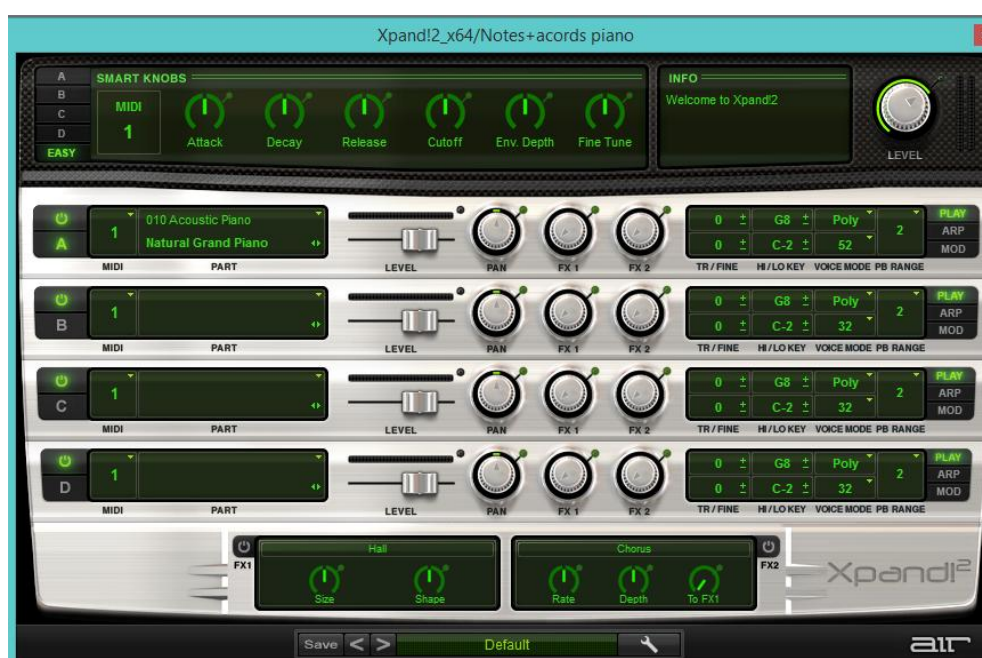 Xpand!2_x64/Notes+acords piano
A
B
C
D
EASY
SMART KNOBS
MIDI
1
Attack
Decay
Release
Cutoff
Env. Depth
Fine Tune
INFO
Welcome to Xpand!2
LEVEL
A
1
010 Acoustic Piano
Natural Grand Piano
0 ± G8 ± Poly 2
0 ± C-2 ± 52
PLAY
ARP
MOD
MIDI PART LEVEL PAN FX 1 FX 2 TR / FINE HI / LO KEY VOICE MODE PB RANGE
B
1
0 ± G8 ± Poly 2
0 ± C-2 ± 32
PLAY
ARP
MOD
MIDI PART LEVEL PAN FX 1 FX 2 TR / FINE HI / LO KEY VOICE MODE PB RANGE
C
1
0 ± G8 ± Poly 2
0 ± C-2 ± 32
PLAY
ARP
MOD
MIDI PART LEVEL PAN FX 1 FX 2 TR / FINE HI / LO KEY VOICE MODE PB RANGE
D
1
0 ± G8 ± Poly 2
0 ± C-2 ± 32
PLAY
ARP
MOD
MIDI PART LEVEL PAN FX 1 FX 2 TR / FINE HI / LO KEY VOICE MODE PB RANGE
FX1
Hall
Size
Shape
Chorus
Rate
Depth
To FX1
FX2
Xpand!2
Save < > Default
AIR